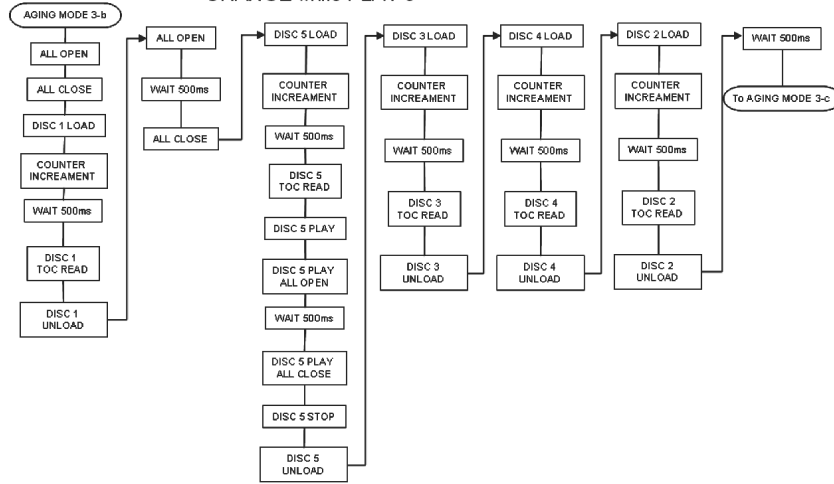 AGING MODE 3-b
ALL OPEN
ALL CLOSE
DISC 1 LOAD
COUNTER
INCREAMENT
WAIT 500ms
DISC 1
TOC READ
DISC 1
UNLOAD
ALL OPEN
WAIT 500ms
ALL CLOSE
DISC 5 LOAD
COUNTER
INCREAMENT
WAIT 500ms
DISC 5
TOC READ
DISC 5 PLAY
DISC 5 PLAY
ALL OPEN
WAIT 500ms
DISC 5 PLAY
ALL CLOSE
DISC 5 STOP
DISC 5
UNLOAD
DISC 3 LOAD
COUNTER
INCREAMENT
WAIT 500ms
DISC 3
TOC READ
DISC 3
UNLOAD
DISC 4 LOAD
COUNTER
INCREAMENT
WAIT 500ms
DISC 4
TOC READ
DISC 4
UNLOAD
DISC 2 LOAD
COUNTER
INCREAMENT
WAIT 500ms
DISC 2
TOC READ
DISC 2
UNLOAD
WAIT 500ms
To AGING MODE 3-c